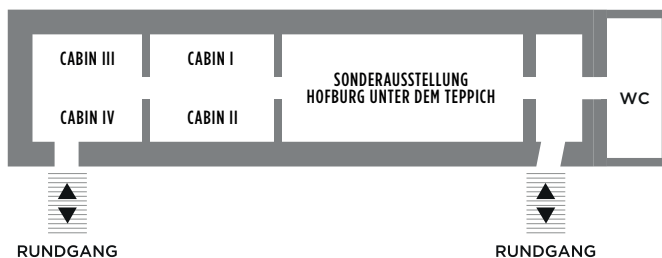 CABIN III
CABIN I
SONDERAUSSTELLUNG
HOFBURG UNTER DEM TEPPICH
WC
CABIN IV
CABIN II
RUNDGANG
RUNDGANG